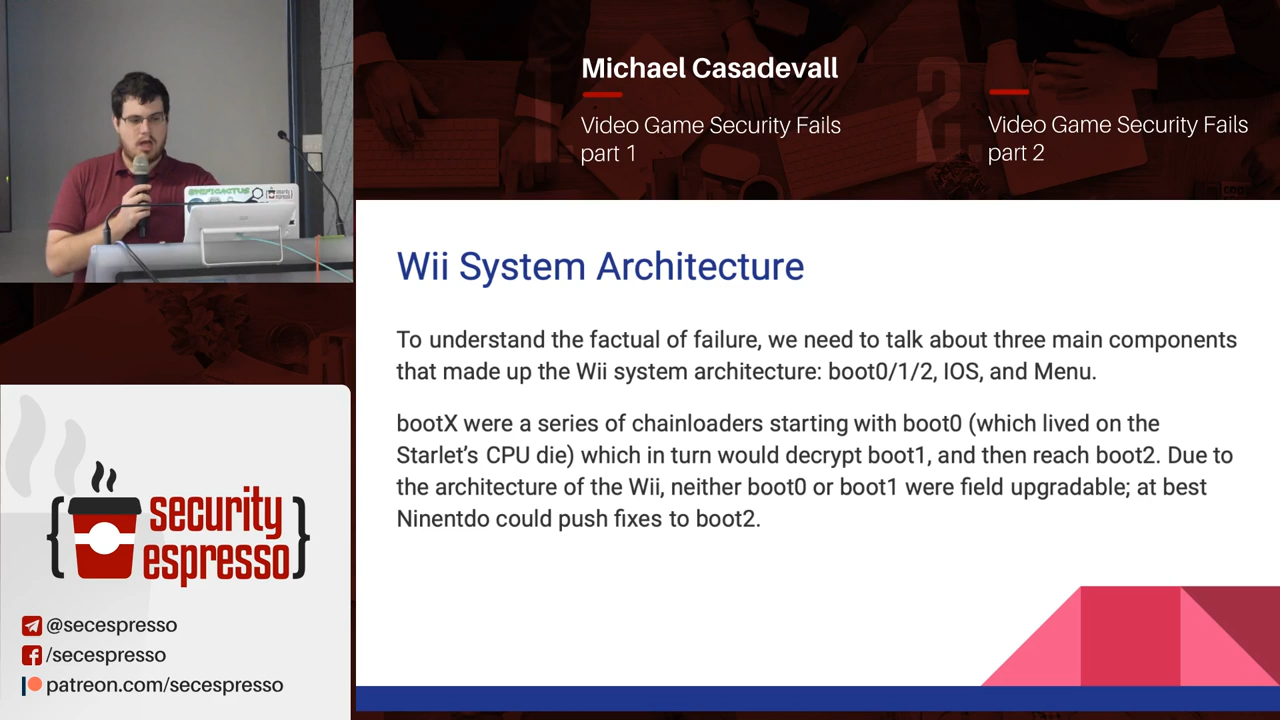 Michael Casadevall
1.
Video Game Security Fails
part 1
2.
Video Game Security Fails
part 2
Wii System Architecture
To understand the factual of failure, we need to talk about three main components
that made up the Wii system architecture: boot0/1/2, IOS, and Menu.
bootX were a series of chainloaders starting with boot0 (which lived on the
Starlet’s CPU die) which in turn would decrypt boot1, and then reach boot2. Due to
the architecture of the Wii, neither boot0 or boot1 were field upgradable; at best
Ninentdo could push fixes to boot2.
security
espresso
@secespresso
/secespresso
patreon.com/secespresso